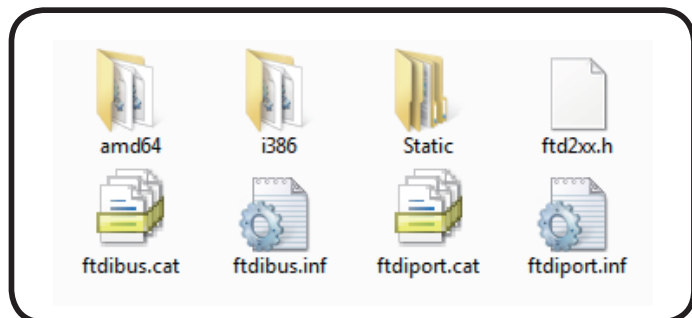 amd64 i386 Static ftd2xx.h
ftdibus.cat ftdibus.inf ftdiport.cat ftdiport.inf